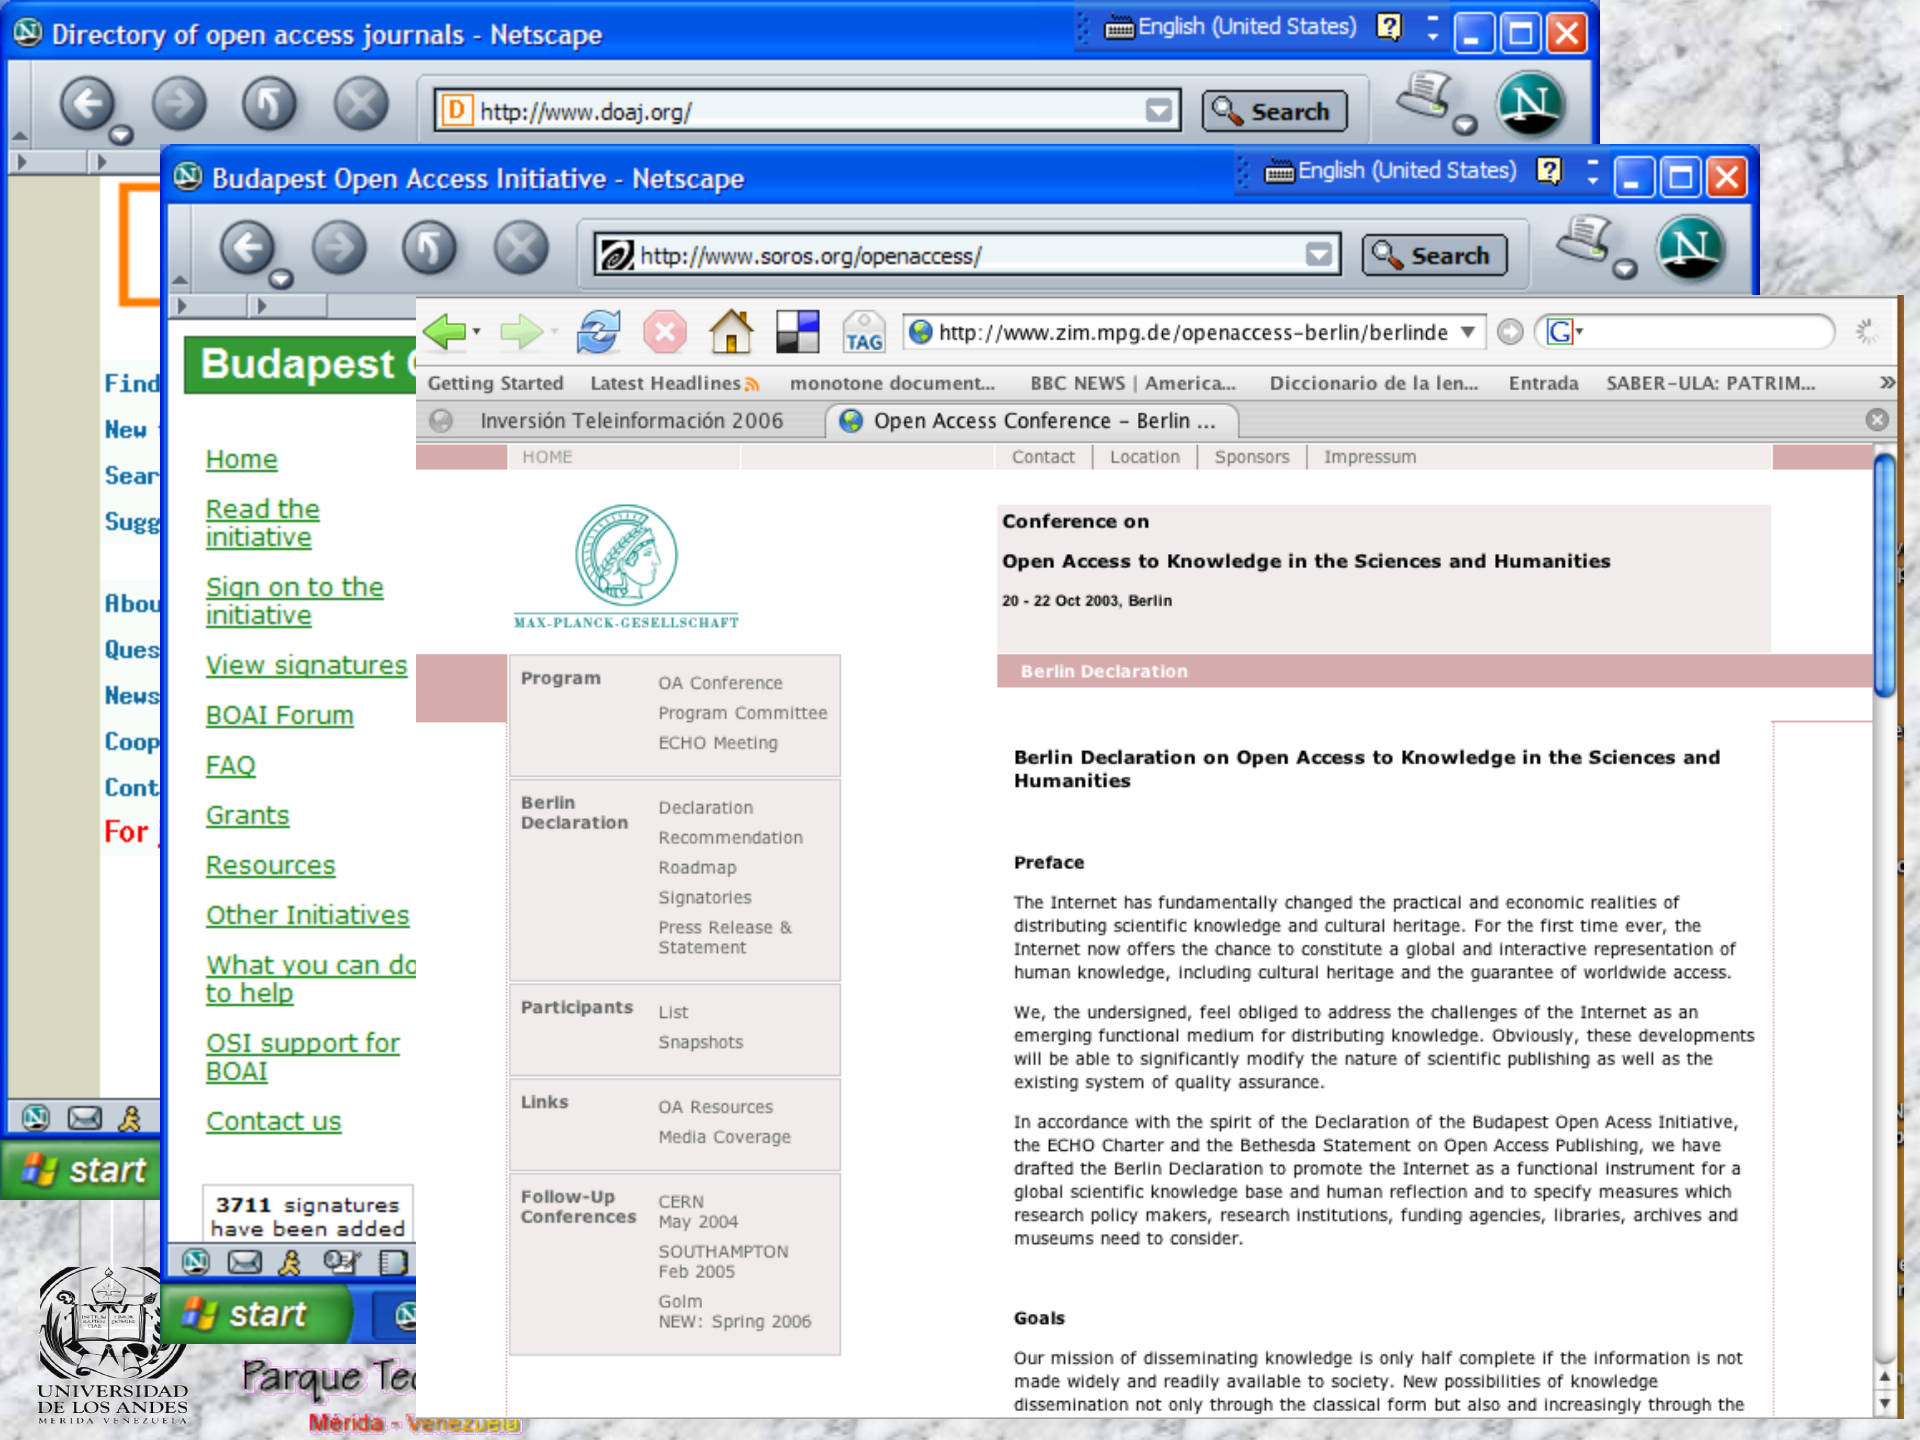 Directory of open access journals - Netscape
English (United States)
http://www.doaj.org/
Search
Find
New
Sear
Sugg
Abou
Ques
News
Coop
Cont
For
start
Budapest Open Access Initiative - Netscape
English (United States)
http://www.soros.org/openaccess/
Search
Budapest
Home
Read the
initiative
Sign on to the
initiative
View signatures
BOAI Forum
FAQ
Grants
Resources
Other Initiatives
What you can do
to help
OSI support for
BOAI
Contact us
3711 signatures
have been added
start
TAG
http://www.zim.mpg.de/openaccess-berlin/berlinde
Getting Started Latest Headlines monotone document... BBC NEWS | America... Diccionario de la len... Entrada SABER-ULA: PATRIM... »
Inversión Teleinformación 2006
Open Access Conference – Berlin ...
HOME
Contact | Location | Sponsors | Impressum
MAX-PLANCK-GESELLSCHAFT
Conference on
Open Access to Knowledge in the Sciences and Humanities
20 - 22 Oct 2003, Berlin
Program
OA Conference
Program Committee
ECHO Meeting
Berlin
Declaration
Declaration
Recommendation
Roadmap
Signatories
Press Release &
Statement
Participants
List
Snapshots
Links
OA Resources
Media Coverage
Follow-Up
Conferences
CERN
May 2004
SOUTHAMPTON
Feb 2005
Golm
NEW: Spring 2006
Berlin Declaration
Berlin Declaration on Open Access to Knowledge in the Sciences and
Humanities
Preface
The Internet has fundamentally changed the practical and economic realities of
distributing scientific knowledge and cultural heritage. For the first time ever, the
Internet now offers the chance to constitute a global and interactive representation of
human knowledge, including cultural heritage and the guarantee of worldwide access.
We, the undersigned, feel obliged to address the challenges of the Internet as an
emerging functional medium for distributing knowledge. Obviously, these developments
will be able to significantly modify the nature of scientific publishing as well as the
existing system of quality assurance.
In accordance with the spirit of the Declaration of the Budapest Open Acess Initiative,
the ECHO Charter and the Bethesda Statement on Open Access Publishing, we have
drafted the Berlin Declaration to promote the Internet as a functional instrument for a
global scientific knowledge base and human reflection and to specify measures which
research policy makers, research institutions, funding agencies, libraries, archives and
museums need to consider.
Goals
Our mission of disseminating knowledge is only half complete if the information is not
made widely and readily available to society. New possibilities of knowledge
dissemination not only through the classical form but also and increasingly through the
UNIVERSIDAD
DE LOS ANDES
MERIDA VENEZUELA
Parque Tec
Mérida - Venezuela